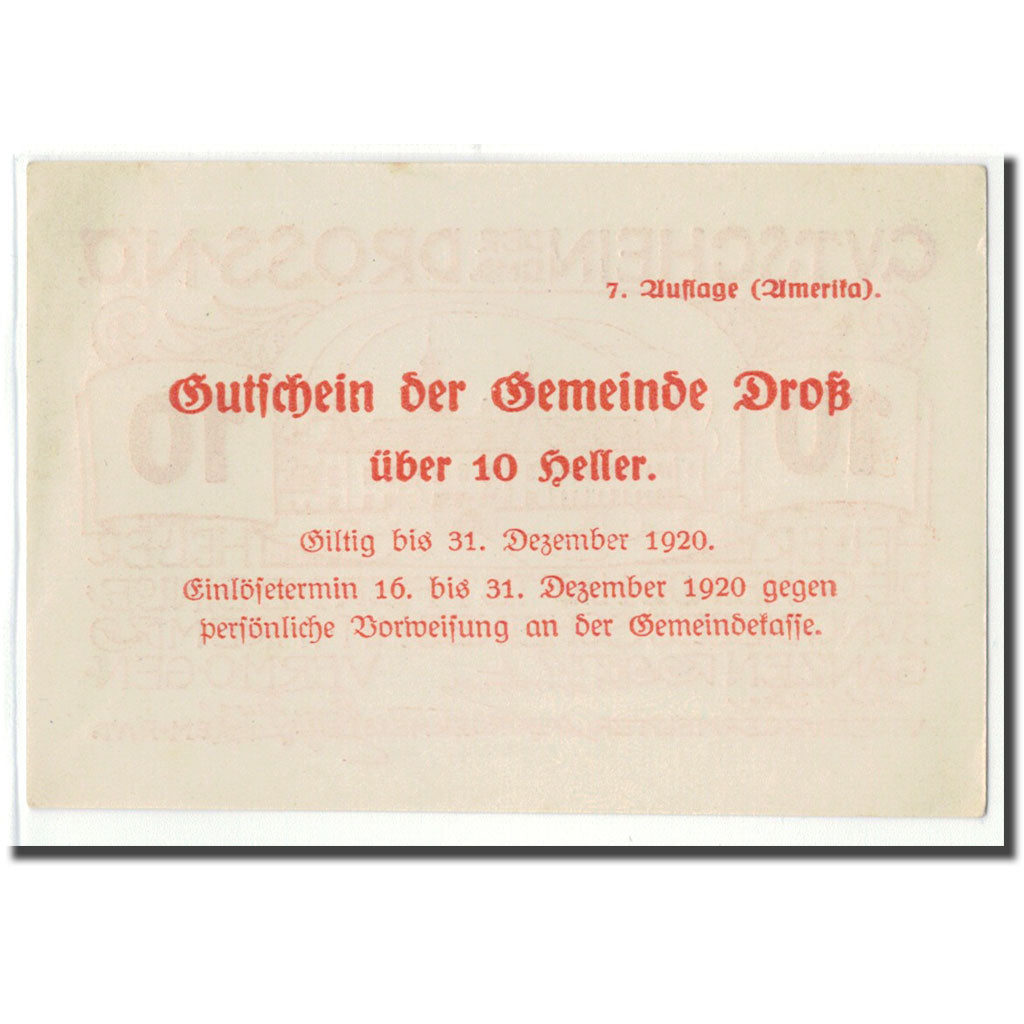 7. Auflage (Amerika).
Gutschein der Gemeinde Droß
über 10 Heller.
Giltig bis 31. Dezember 1920.
Einlösetermin 16. bis 31. Dezember 1920 gegen
persönliche Vorweisung an der Gemeindekasse.